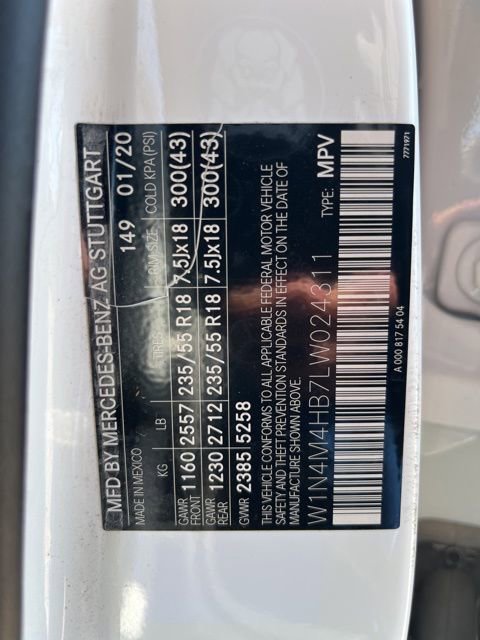 MFD BY MERCEDES-BENZ AG STUTTGART
MADE IN MEXICO 149 01/20
KG LB TIRES RIM SIZE COLD KPA (PSI)
GAWR FRONT 1160 2557 235/55 R18 7.5Jx18 300(43)
GAWR REAR 1230 2712 235/55 R18 7.5Jx18 300(43)
GVWR 2385 5258
THIS VEHICLE CONFORMS TO ALL APPLICABLE FEDERAL MOTOR VEHICLE
SAFETY AND THEFT PREVENTION STANDARDS IN EFFECT ON THE DATE OF
MANUFACTURE SHOWN ABOVE.
W1N4M4HB7LW024311 TYPE: MPV
A 000 817 54 04 7771971